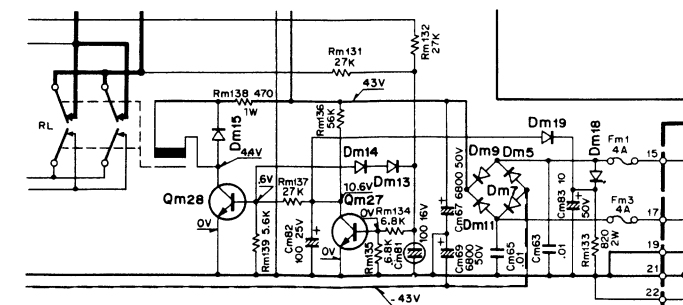 Rm132
27K
Rm131
27K
Rm138 470
1W
43V
Rm136
56K
Dm15
Dm19
Dm18
RL
44V
Dm14
Dm13
Dm9
Dm5
Fm1
4A
15
Qm28
.6V
Rm137
27K
10.6V
Qm27
Cm67
6800 50V
Dm7
Cm83 10
50V
Fm3
4A
17
0V
Rm139 5.6K
Cm82
100 25V
+
0V
Rm134
6.8K
100 16V
Dm11
Rm133
820
2W
19
0V
Rm135
6.8K
Cm81
Cm69
6800
50V
Cm65
.01
Cm63
.01
21
-43V
22